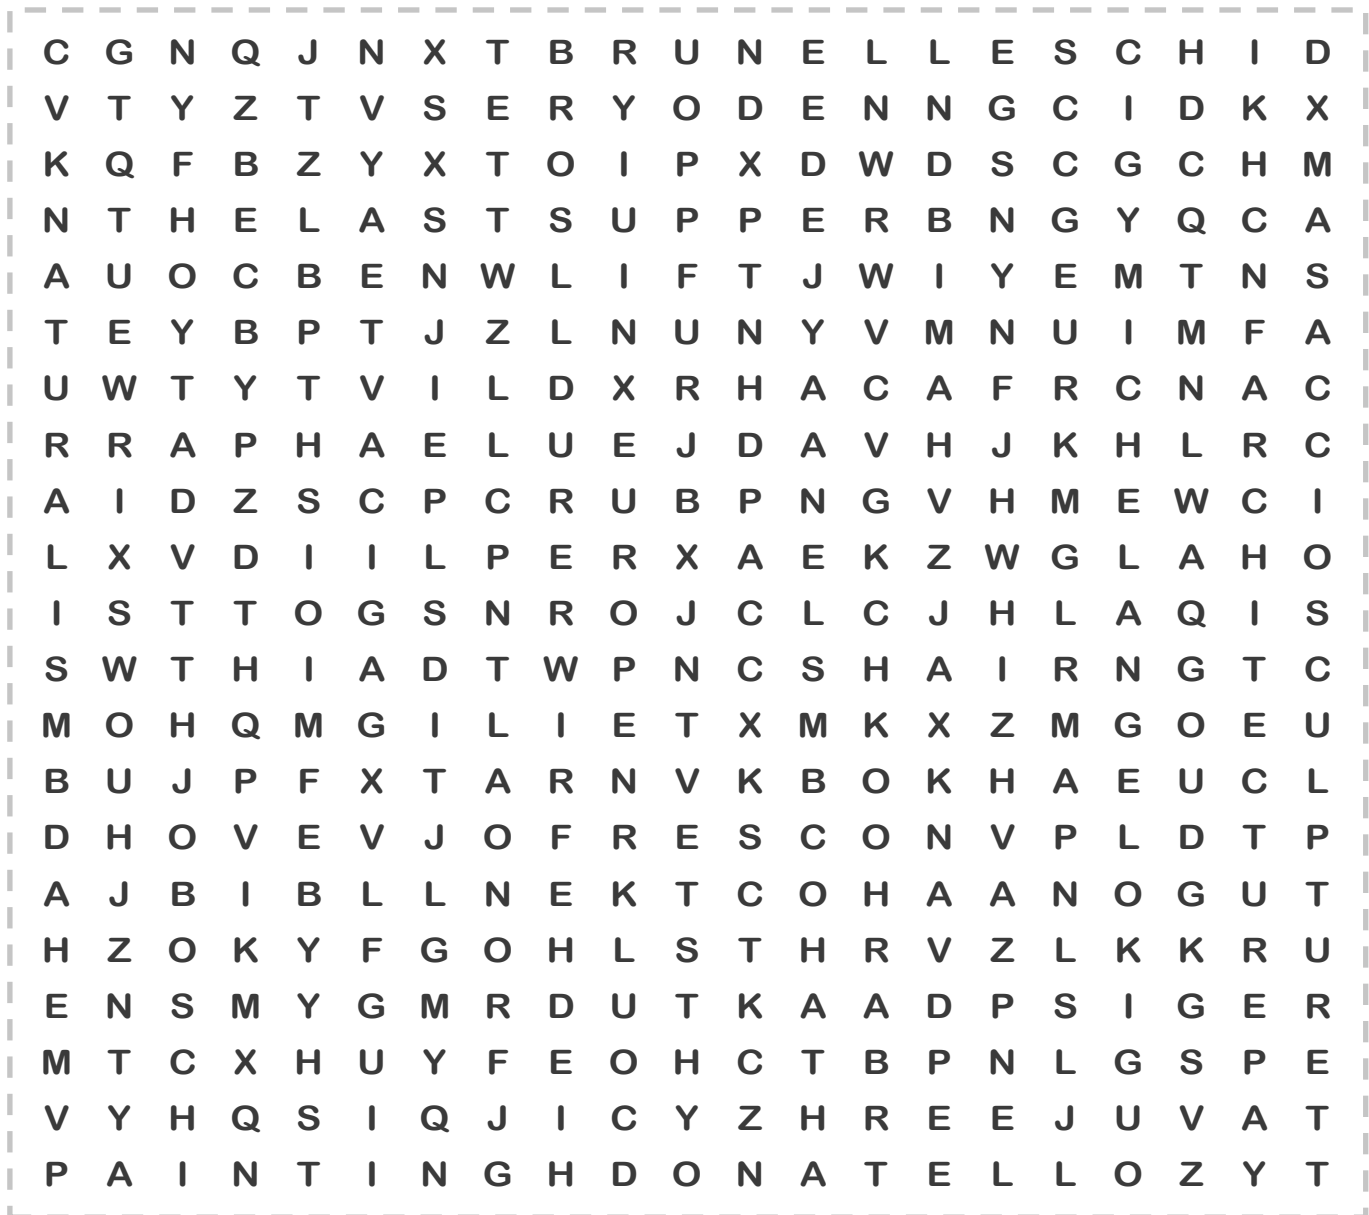 C G N Q J N X T B R U N E L L E S C H I D
V T Y Z T V S E R Y O D E N N G C I D K X
K Q F B Z Y X T O I P X D W D S C G C H M
N T H E L A S T S U P P E R B N G Y Q C A
A U O C B E N W L I F T J W I Y E M T N S
T E Y B P T J Z L N U N Y V M N U I M F A
U W T Y T V I L D X R H A C A F R C N A C
R R A P H A E L U E J D A V H J K H L R C
A I D Z S C P C R U B P N G V H M E W C I
L X V D I I L P E R X A E K Z W G L A H O
I S T T O G S N R O J C L C J H L A Q I S
S W T H I A D T W P N C S H A I R N G T C
M O H Q M G I L I E T X M K X Z M G O E U
B U J P F X T A R N V K B O K H A E U C L
D H O V E V J O F R E S C O N V P L D T P
A J B I B L L N E K T C O H A A N O G U T
H Z O K Y F G O H L S T H R V Z L K K R U
E N S M Y G M R D U T K A A D P S I G E R
M T C X H U Y F E O H C T B P N L G S P E
V Y H Q S I Q J I C Y Z H R E E J U V A T
P A I N T I N G H D O N A T E L L O Z Y T